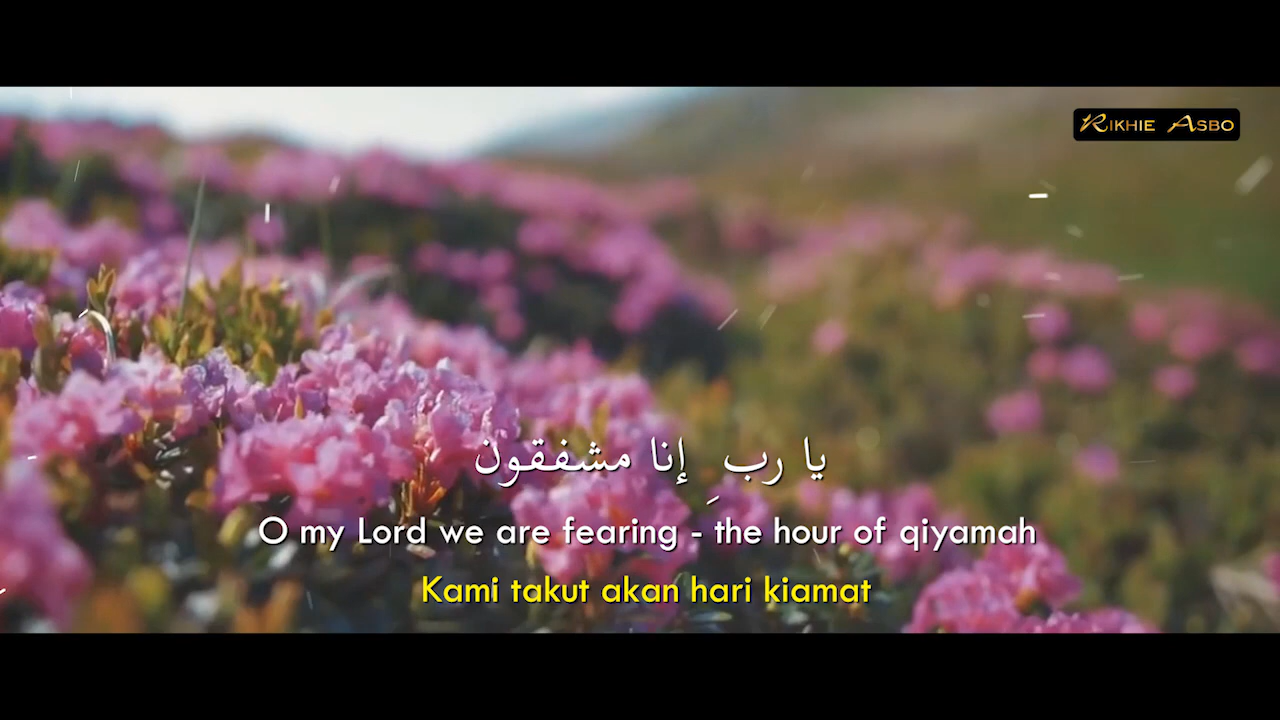 RIKHIE ASBO
يا ربِ إنا مشفقون
O my Lord we are fearing - the hour of qiyamah
Kami takut akan hari kiamat